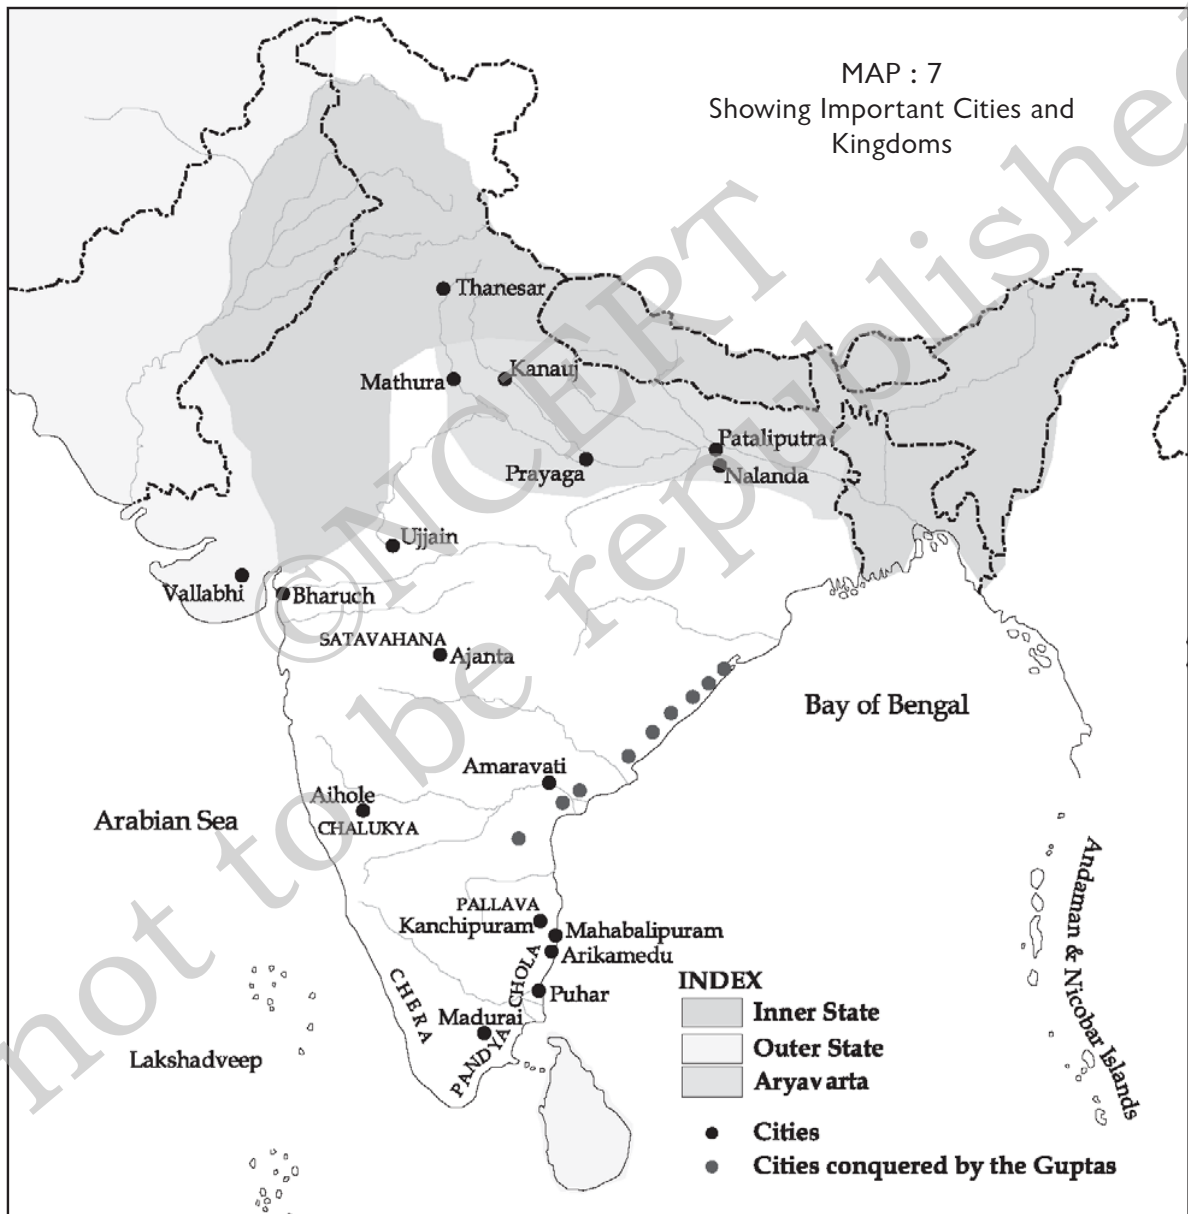 MAP : 7
Showing Important Cities and
Kingdoms
Thanesar
Mathura
Kanauj
Prayaga
Pataliputra
Nalanda
Ujjain
Vallabhi
Bharuch
SATAVAHANA
Ajanta
Bay of Bengal
Amaravati
Aihole
CHALUKYA
Arabian Sea
PALLAVA
Kanchipuram
Mahabalipuram
Arikamedu
CHOLA
Puhar
CHERA
Madurai
PANDYA
Lakshadweep
Andaman & Nicobar Islands
INDEX
Inner State
Outer State
Aryavarta
Cities
Cities conquered by the Guptas
©NCERT
not to be republished